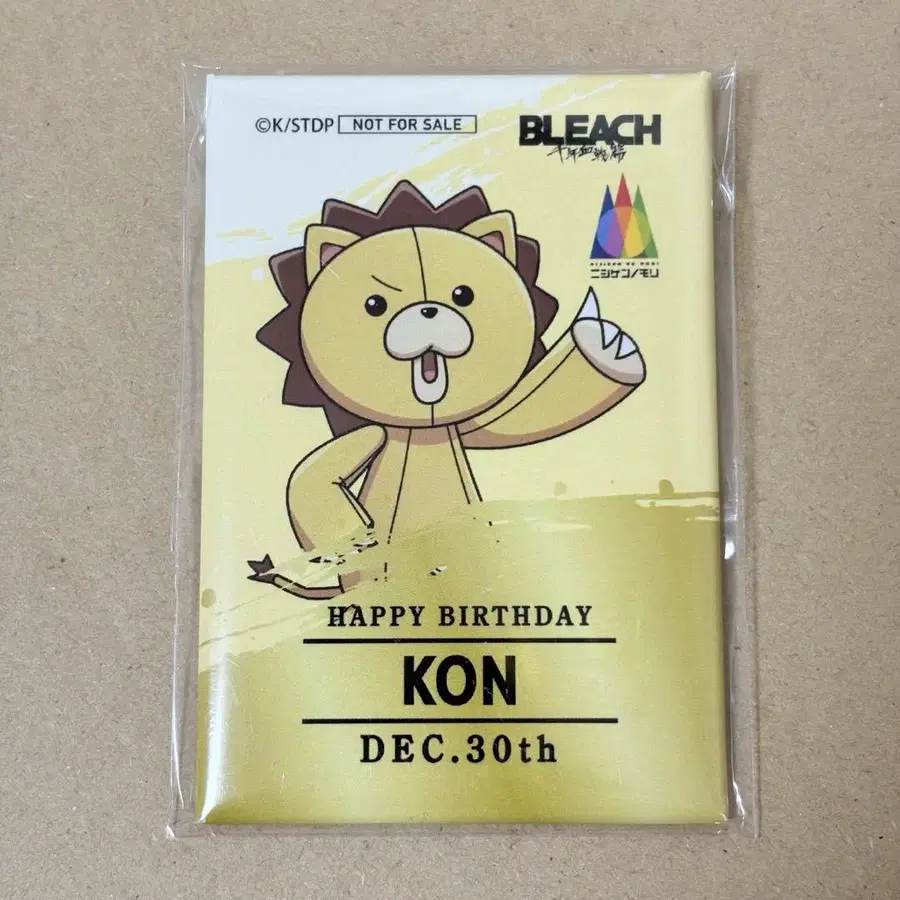 ©K/STDP NOT FOR SALE
BLEACH
千年血戦篇
NIJIGEN NO MORI
ニジゲンノモリ
HAPPY BIRTHDAY
KON
DEC.30th